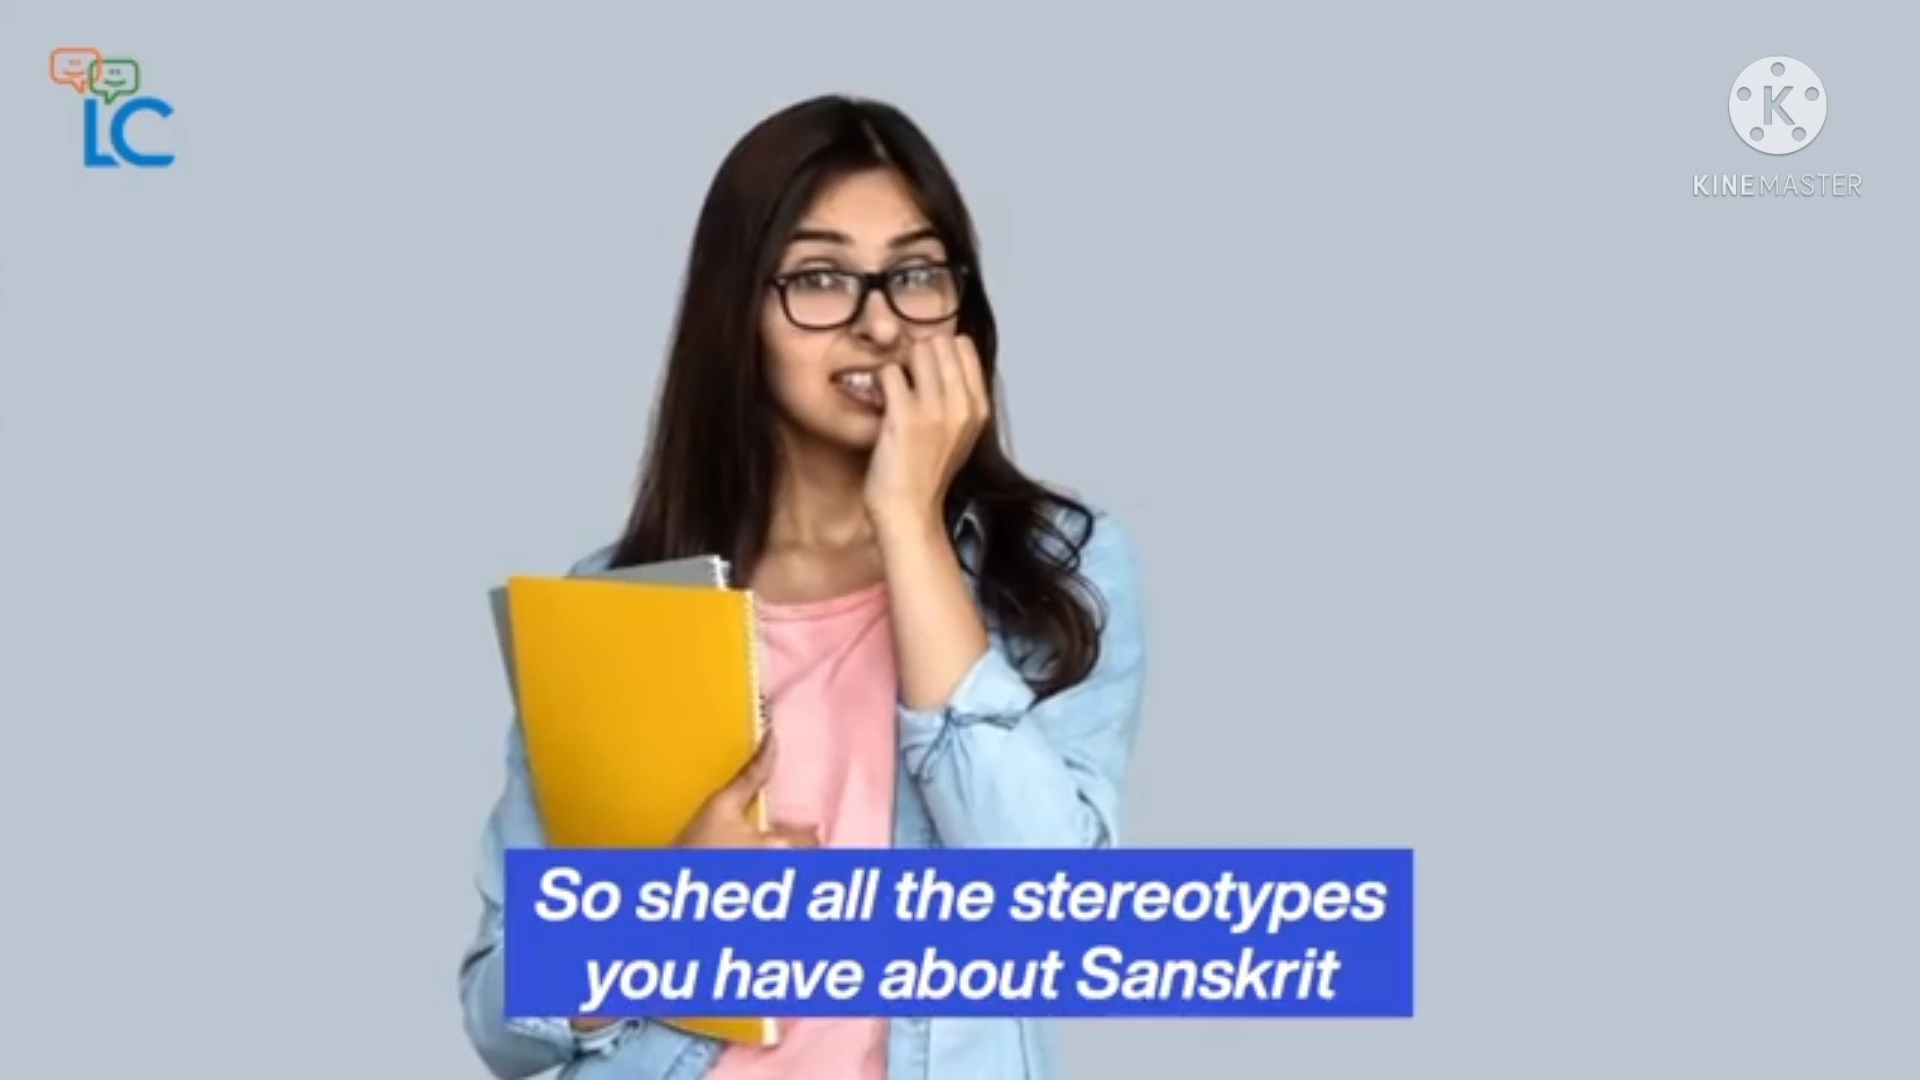 LC
K
KINEMASTER
So shed all the stereotypes
you have about Sanskrit